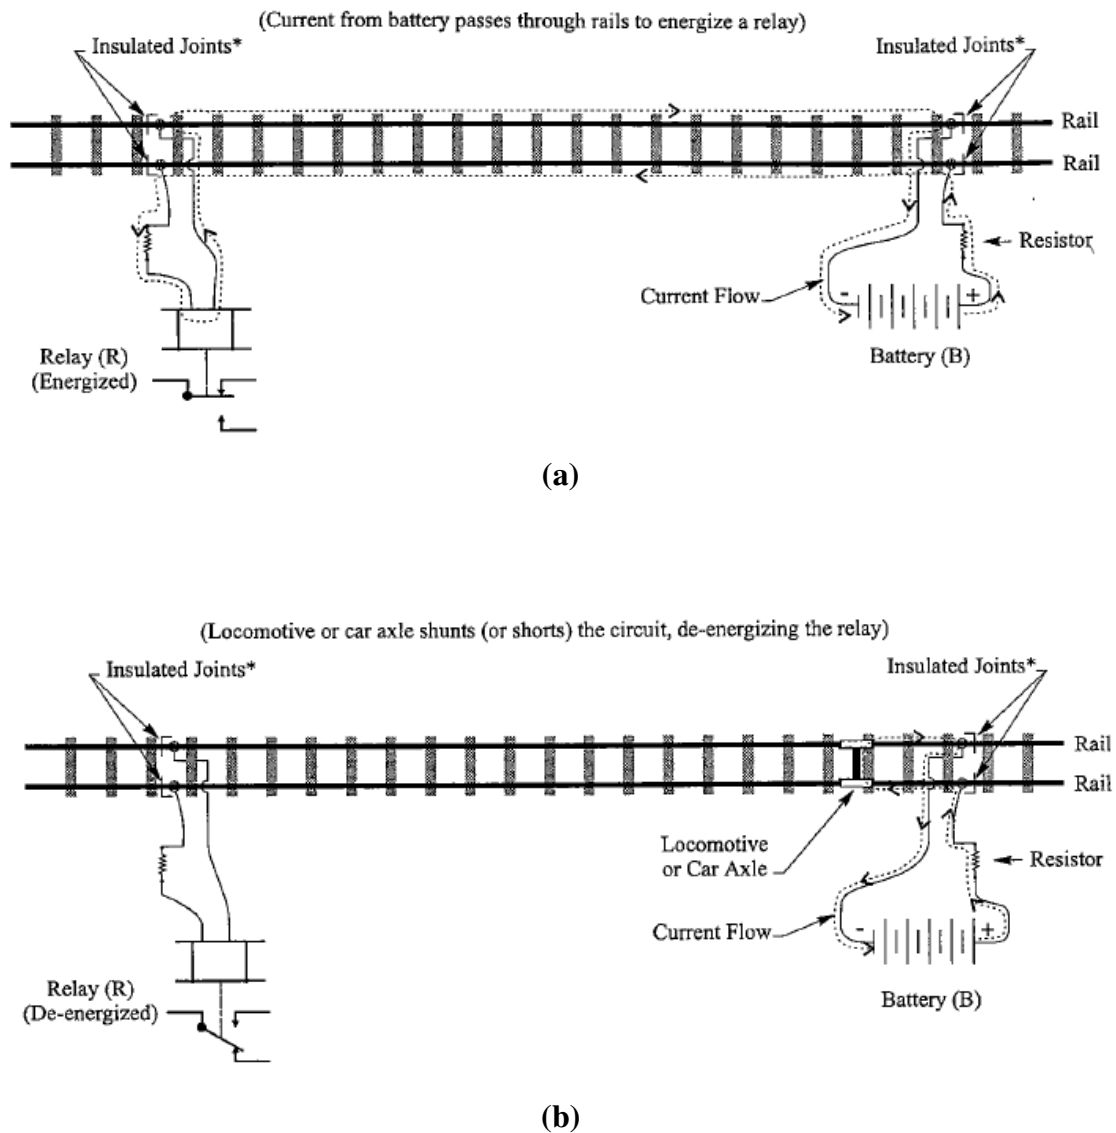 (Current from battery passes through rails to energize a relay)
Insulated Joints*
Insulated Joints*
Rail
Rail
Resistor
Current Flow
-
+
Relay (R)
(Energized)
Battery (B)
(a)
(Locomotive or car axle shunts (or shorts) the circuit, de-energizing the relay)
Insulated Joints*
Insulated Joints*
Rail
Rail
Locomotive
or Car Axle
Resistor
Current Flow
-
+
Relay (R)
(De-energized)
Battery (B)
(b)